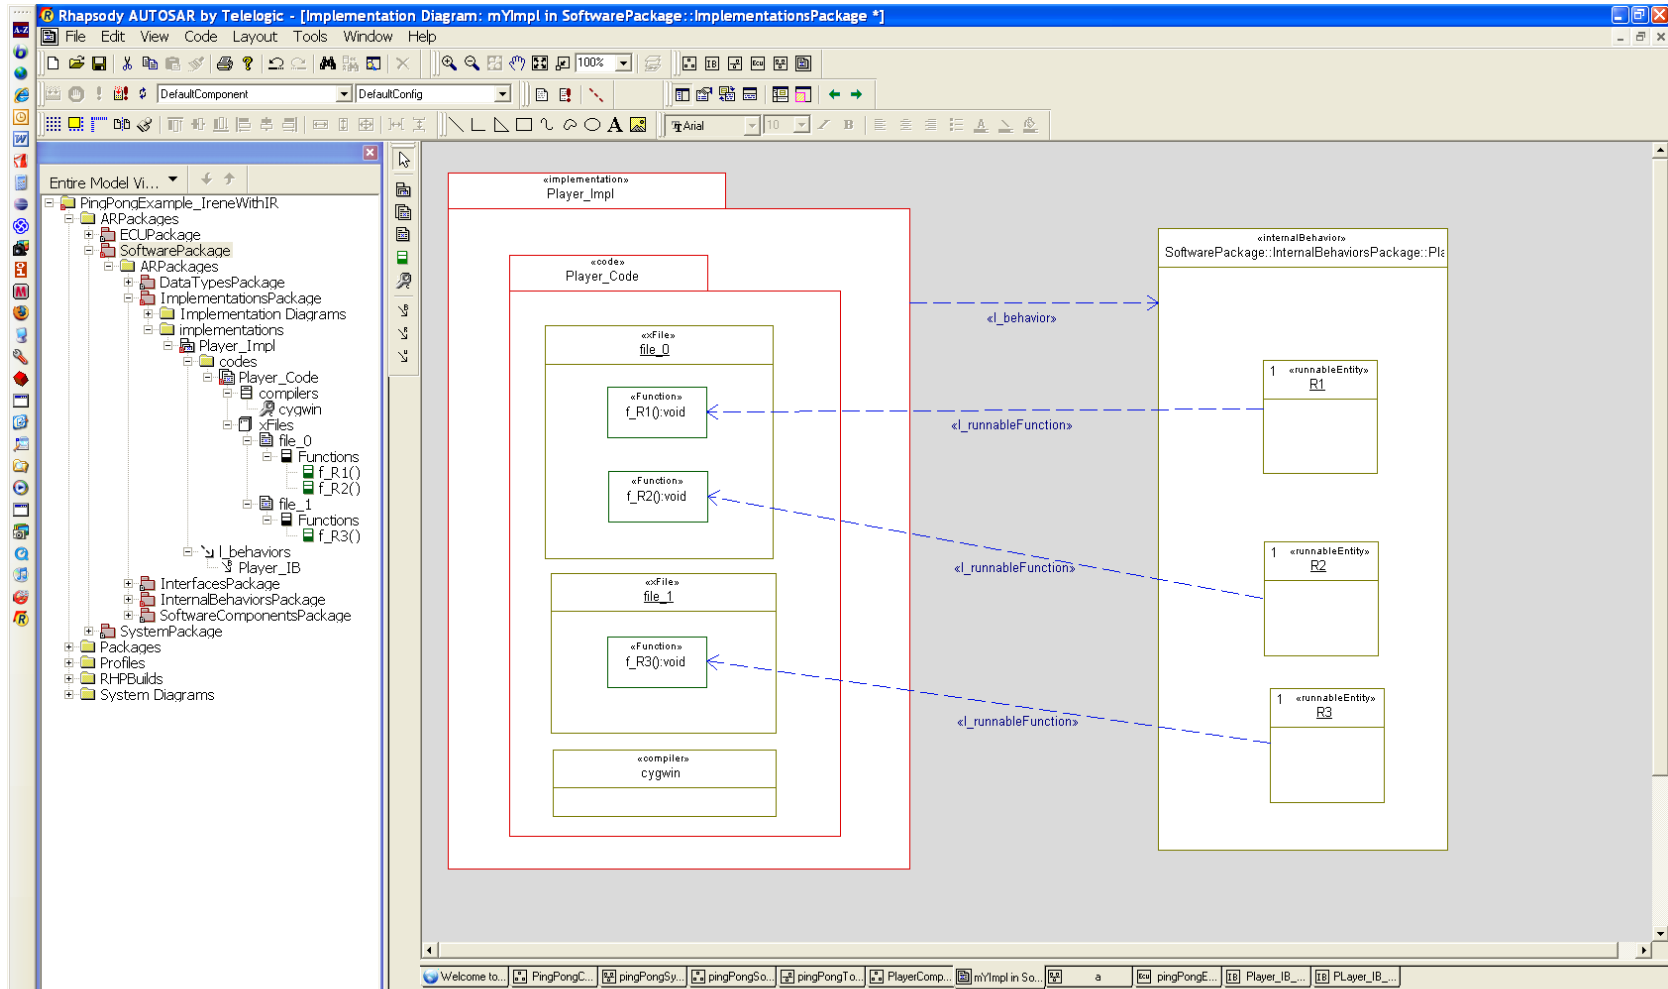 Rhapsody AUTOSAR by Telelogic - [Implementation Diagram: mYImpl in SoftwarePackage::ImplementationsPackage *]
File Edit View Code Layout Tools Window Help
100%
DefaultComponent DefaultConfig
Arial 10
Entire Model Vi...
PingPongExample_IreneWithIR
ARPackages
ECUPackage
SoftwarePackage
ARPackages
DataTypesPackage
ImplementationsPackage
Implementation Diagrams
implementations
Player_Impl
codes
Player_Code
compilers
cygwin
xFiles
file_0
Functions
f_R1()
f_R2()
file_1
Functions
f_R3()
I_behaviors
Player_IB
InterfacesPackage
InternalBehaviorsPackage
SoftwareComponentsPackage
SystemPackage
Packages
Profiles
RHPBuilds
System Diagrams
«implementation»
Player_Impl
«code»
Player_Code
«xFile»
file_0
«Function»
f_R1():void
«Function»
f_R2():void
«xFile»
file_1
«Function»
f_R3():void
«compiler»
cygwin
«I_behavior»
«I_runnableFunction»
«I_runnableFunction»
«I_runnableFunction»
«internalBehavior»
SoftwarePackage::InternalBehaviorsPackage::Pla
1 «runnableEntity»
R1
1 «runnableEntity»
R2
1 «runnableEntity»
R3
Welcome to... PingPongC... pingPongSy... pingPongSo... pingPongTo... PlayerComp... mYImpl in So... a pingPongE... Player_IB_... PLayer_IB_...